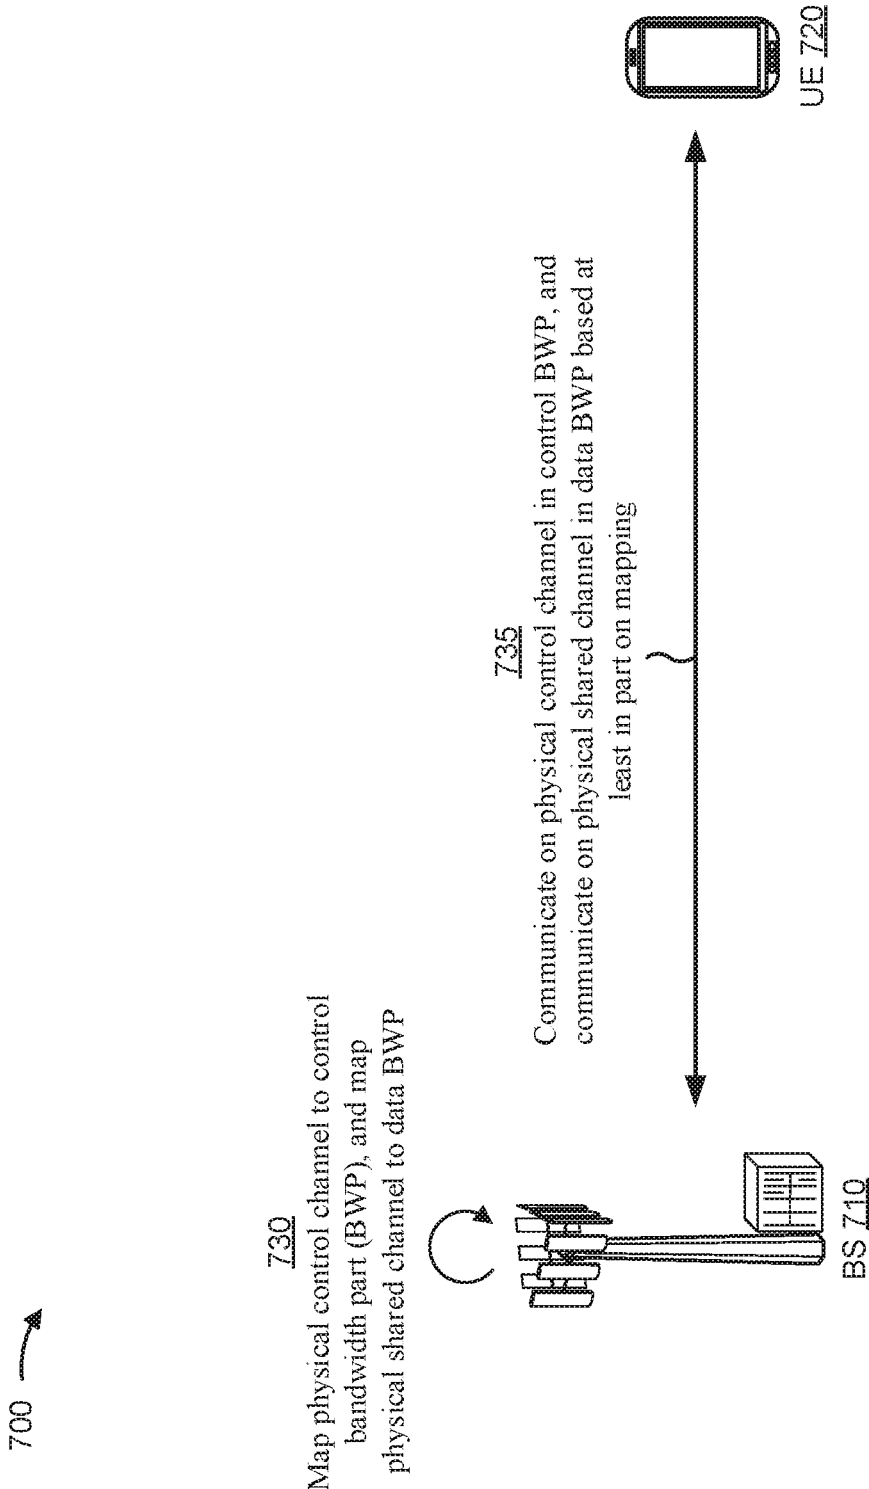 700
730
Map physical control channel to control
bandwidth part (BWP), and map
physical shared channel to data BWP
735
Communicate on physical control channel in control BWP, and
communicate on physical shared channel in data BWP based at
least in part on mapping
BS 710
UE 720